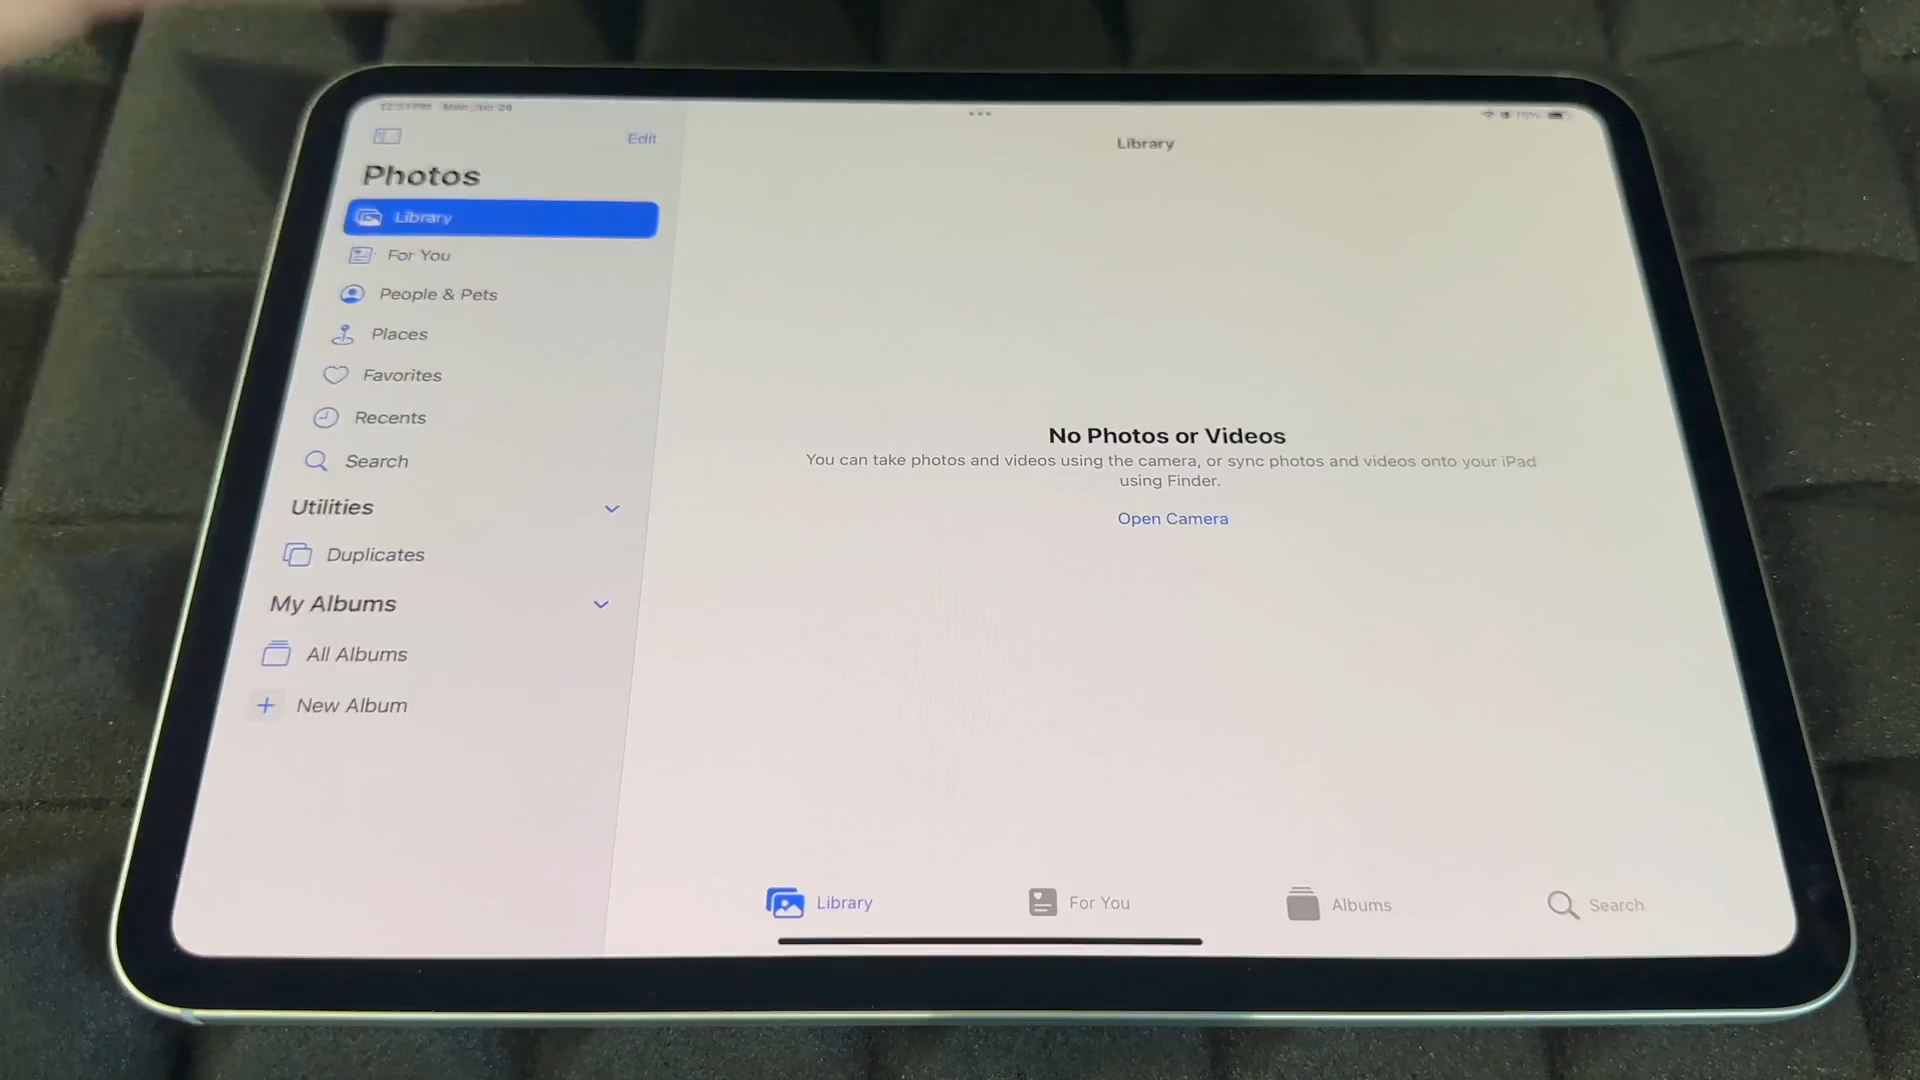 Edit
Library
Photos
Library
For You
People & Pets
Places
Favorites
Recents
Search
Utilities
Duplicates
My Albums
All Albums
New Album
No Photos or Videos
You can take photos and videos using the camera, or sync photos and videos onto your iPad
using Finder.
Open Camera
Library
For You
Albums
Search